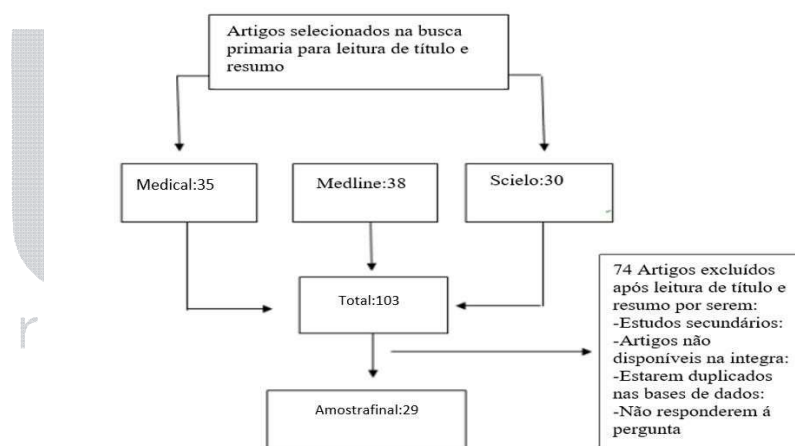 Artigos selecionados na busca
primaria para leitura de título e
resumo
Medical:35
Medline:38
Scielo:30
Total:103
74 Artigos excluídos
após leitura de título e
resumo por serem:
-Estudos secundários:
-Artigos não
disponíveis na integra:
-Estarem duplicados
nas bases de dados:
-Não responderem á
pergunta
Amostrafinal:29
r